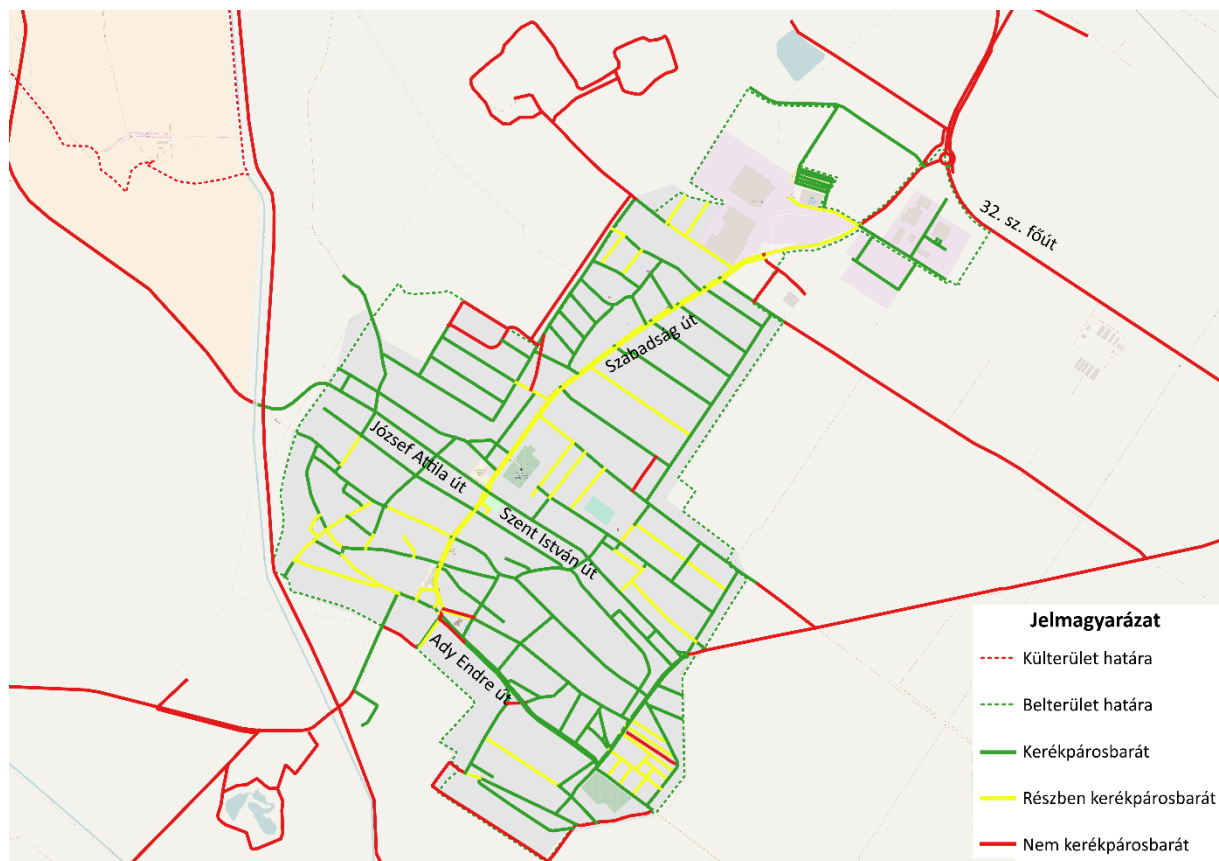 32. sz. főút
Szabadság út
József Attila út
Szent István út
Ady Endre út
Jelmagyarázat
Külterület határa
Belterület határa
Kerékpárosbarát
Részben kerékpárosbarát
Nem kerékpárosbarát